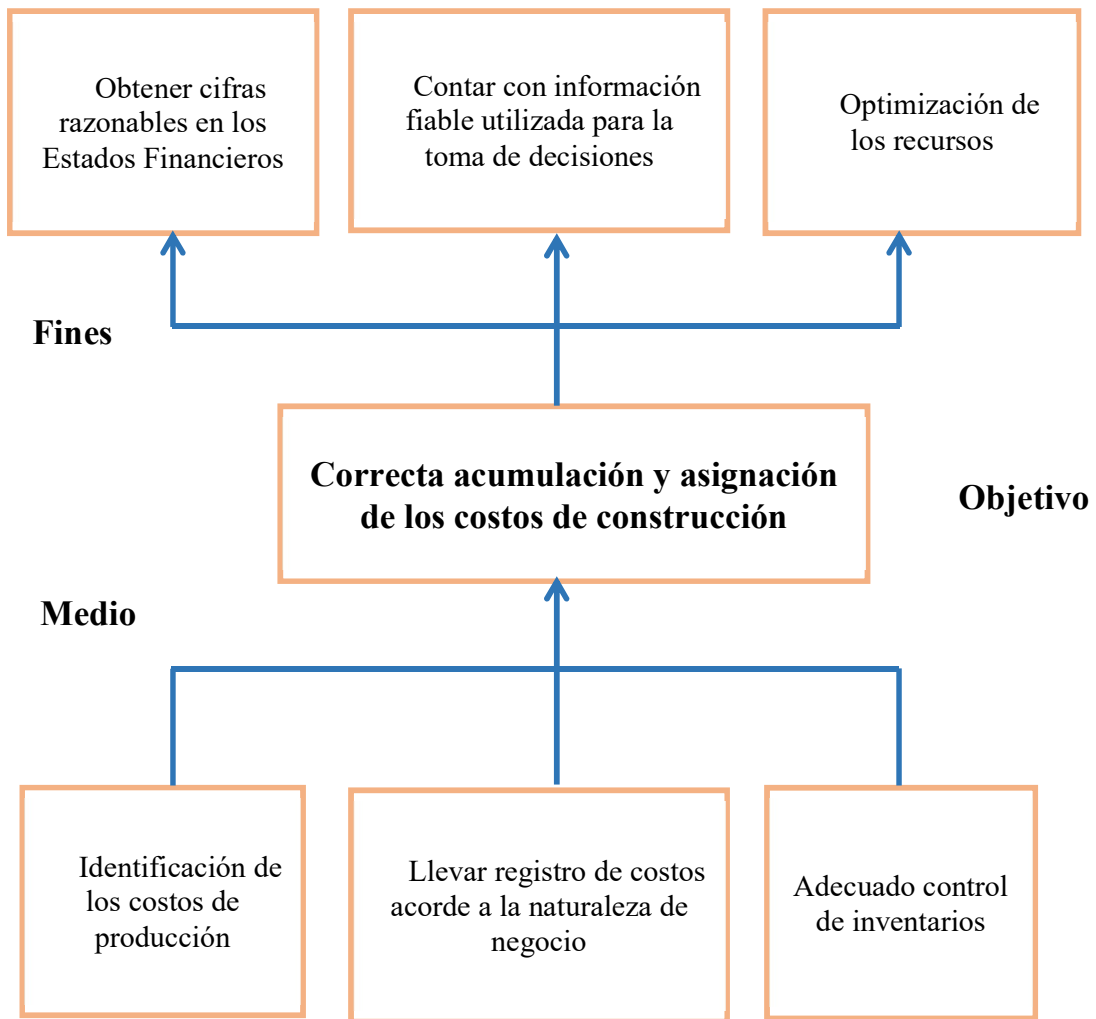 Obtener cifras
razonables en los
Estados Financieros
Contar con información
fiable utilizada para la
toma de decisiones
Optimización de
los recursos
Fines
Correcta acumulación y asignación
de los costos de construcción
Objetivo
Medio
Identificación de
los costos de
producción
Llevar registro de costos
acorde a la naturaleza de
negocio
Adecuado control
de inventarios